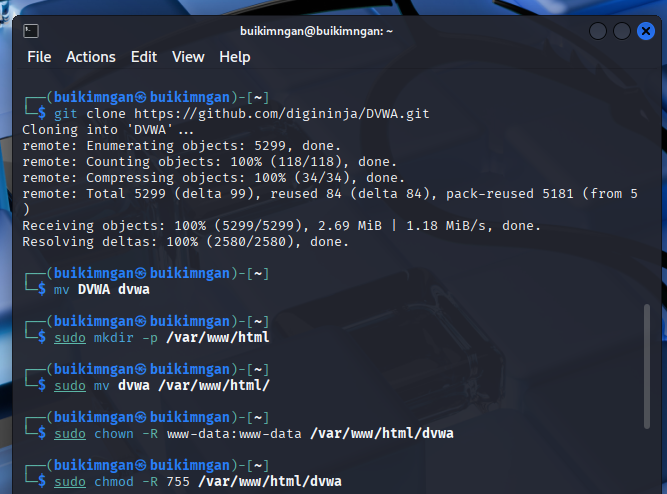 buikimngan@buikimngan: ~
File Actions Edit View Help
┌──(buikimngan㉿buikimngan)-[~]
└─$ git clone https://github.com/digininja/DVWA.git
Cloning into 'DVWA'...
remote: Enumerating objects: 5299, done.
remote: Counting objects: 100% (118/118), done.
remote: Compressing objects: 100% (34/34), done.
remote: Total 5299 (delta 99), reused 84 (delta 84), pack-reused 5181 (from 5
)
Receiving objects: 100% (5299/5299), 2.69 MiB | 1.18 MiB/s, done.
Resolving deltas: 100% (2580/2580), done.
┌──(buikimngan㉿buikimngan)-[~]
└─$ mv DVWA dvwa
┌──(buikimngan㉿buikimngan)-[~]
└─$ sudo mkdir -p /var/www/html
┌──(buikimngan㉿buikimngan)-[~]
└─$ sudo mv dvwa /var/www/html/
┌──(buikimngan㉿buikimngan)-[~]
└─$ sudo chown -R www-data:www-data /var/www/html/dvwa
┌──(buikimngan㉿buikimngan)-[~]
└─$ sudo chmod -R 755 /var/www/html/dvwa